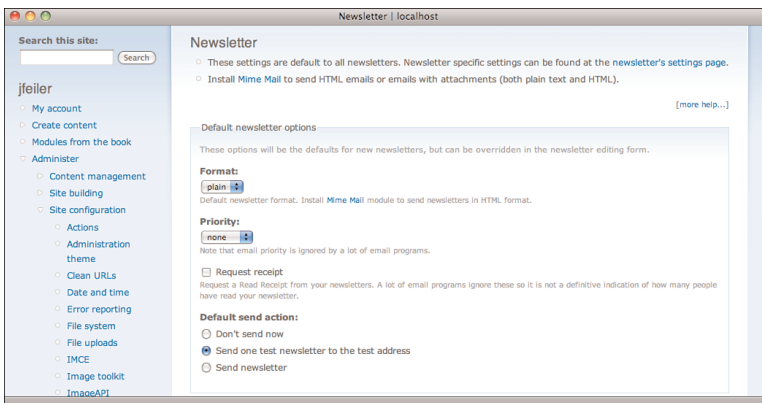 Newsletter | localhost
Search this site:
Search
jfeiler
My account
Create content
Modules from the book
Administer
Content management
Site building
Site configuration
Actions
Administration
theme
Clean URLs
Date and time
Error reporting
File system
File uploads
IMCE
Image toolkit
ImageAPI
Newsletter
These settings are default to all newsletters. Newsletter specific settings can be found at the newsletter's settings page.
Install Mime Mail to send HTML emails or emails with attachments (both plain text and HTML).
[more help...]
Default newsletter options
These options will be the defaults for new newsletters, but can be overridden in the newsletter editing form.
Format:
plain
Default newsletter format. Install Mime Mail module to send newsletters in HTML format.
Priority:
none
Note that email priority is ignored by a lot of email programs.
Request receipt
Request a Read Receipt from your newsletters. A lot of email programs ignore these so it is not a definitive indication of how many people
have read your newsletter.
Default send action:
Don't send now
Send one test newsletter to the test address
Send newsletter